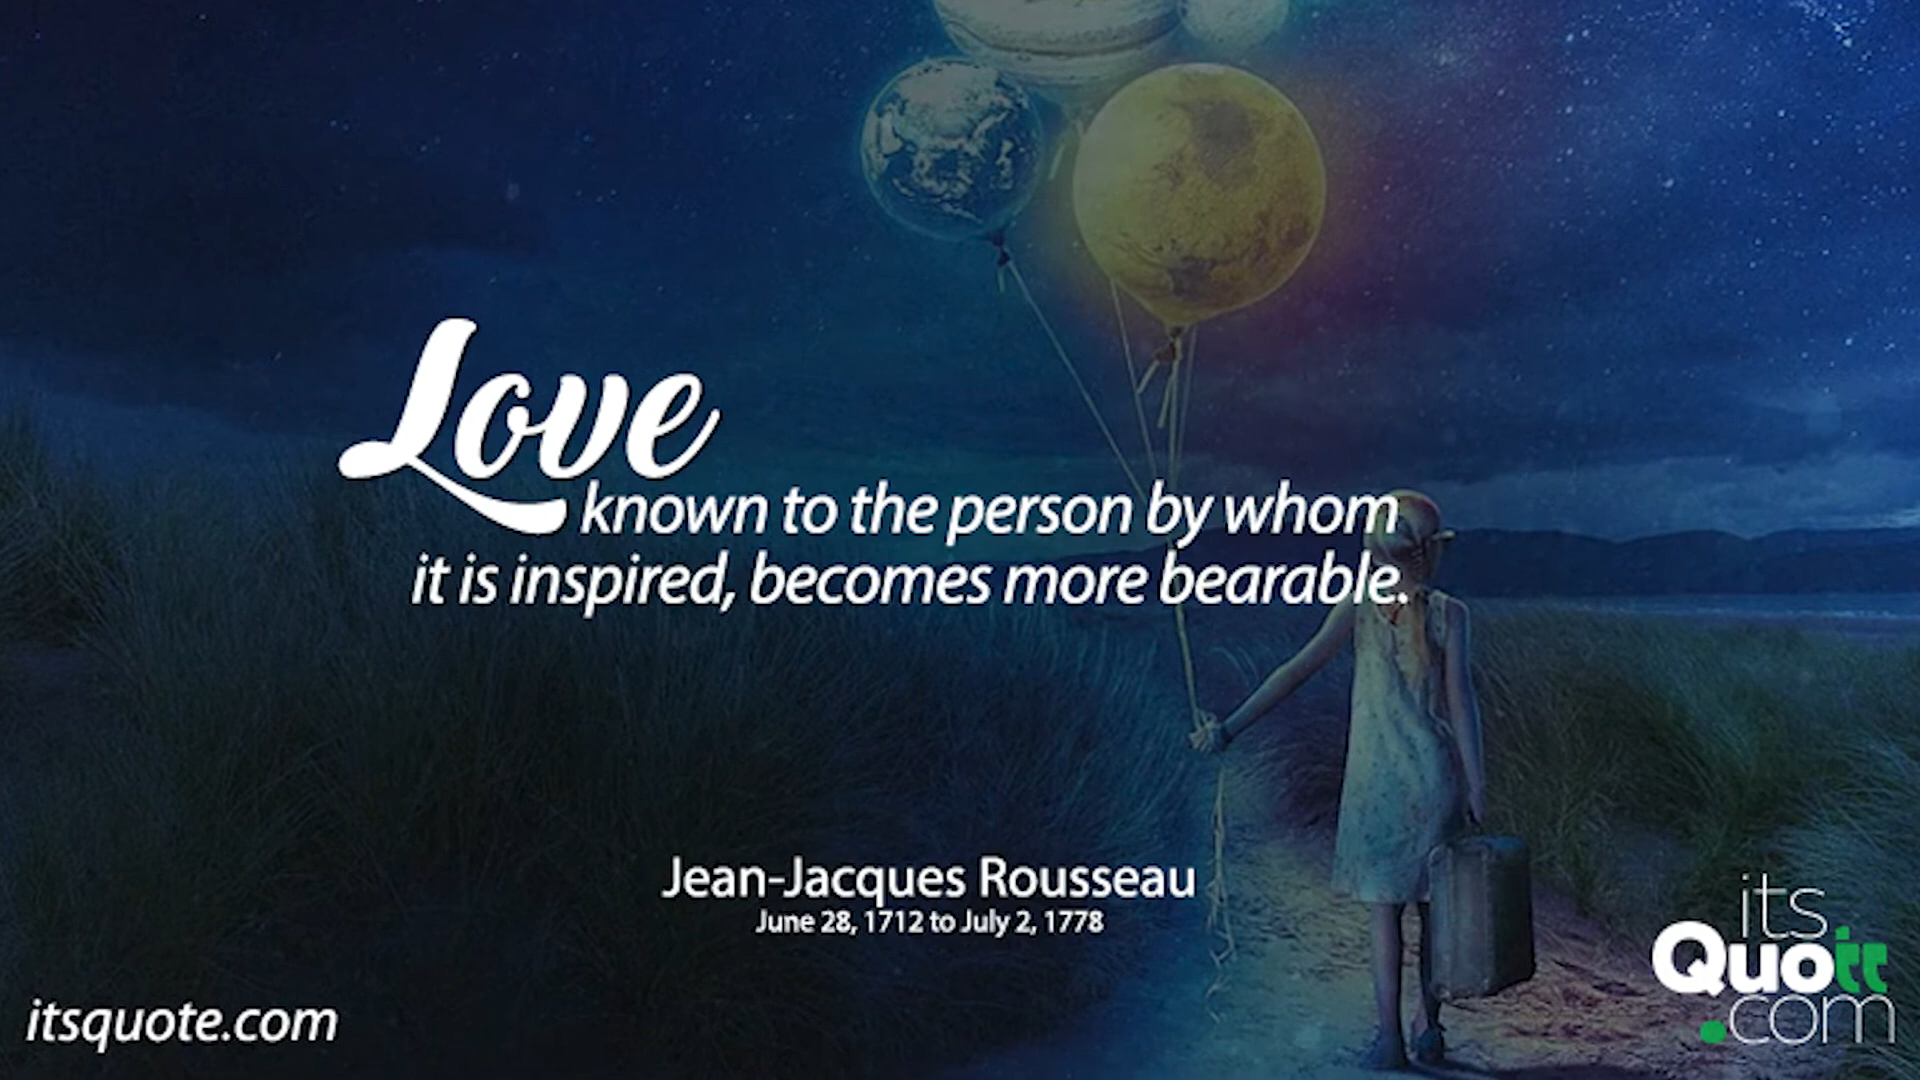 Love
known to the person by whom
it is inspired, becomes more bearable.
Jean-Jacques Rousseau
June 28, 1712 to July 2, 1778
itsquote.com
its
Quott
.com